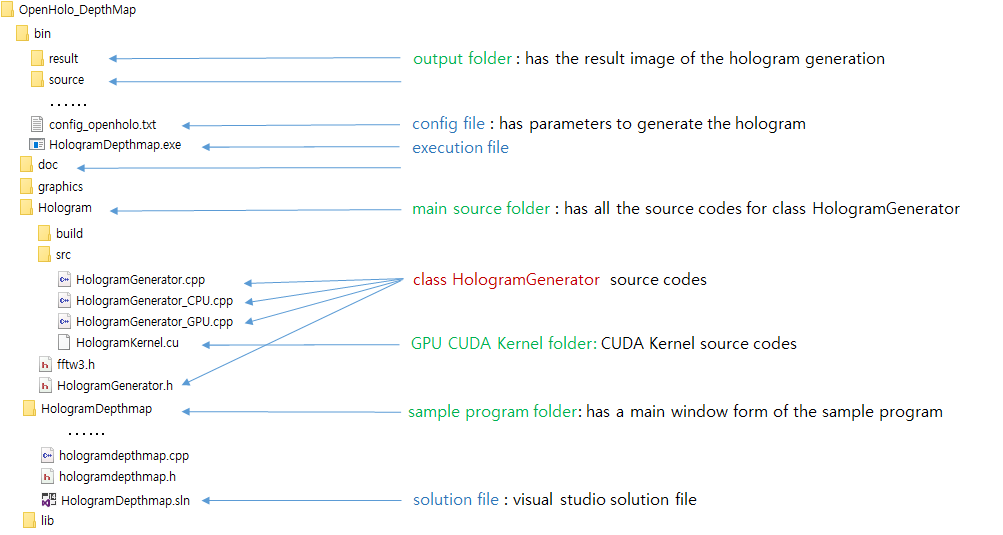 OpenHolo_DepthMap
bin
result output folder : has the result image of the hologram generation
source
......
config_openholo.txt config file : has parameters to generate the hologram
HologramDepthmap.exe execution file
doc
graphics
Hologram main source folder : has all the source codes for class HologramGenerator
build
src
HologramGenerator.cpp class HologramGenerator source codes
HologramGenerator_CPU.cpp
HologramGenerator_GPU.cpp
HologramKernel.cu GPU CUDA Kernel folder: CUDA Kernel source codes
fftw3.h
HologramGenerator.h
HologramDepthmap sample program folder: has a main window form of the sample program
......
hologramdepthmap.cpp
hologramdepthmap.h
HologramDepthmap.sln solution file : visual studio solution file
lib